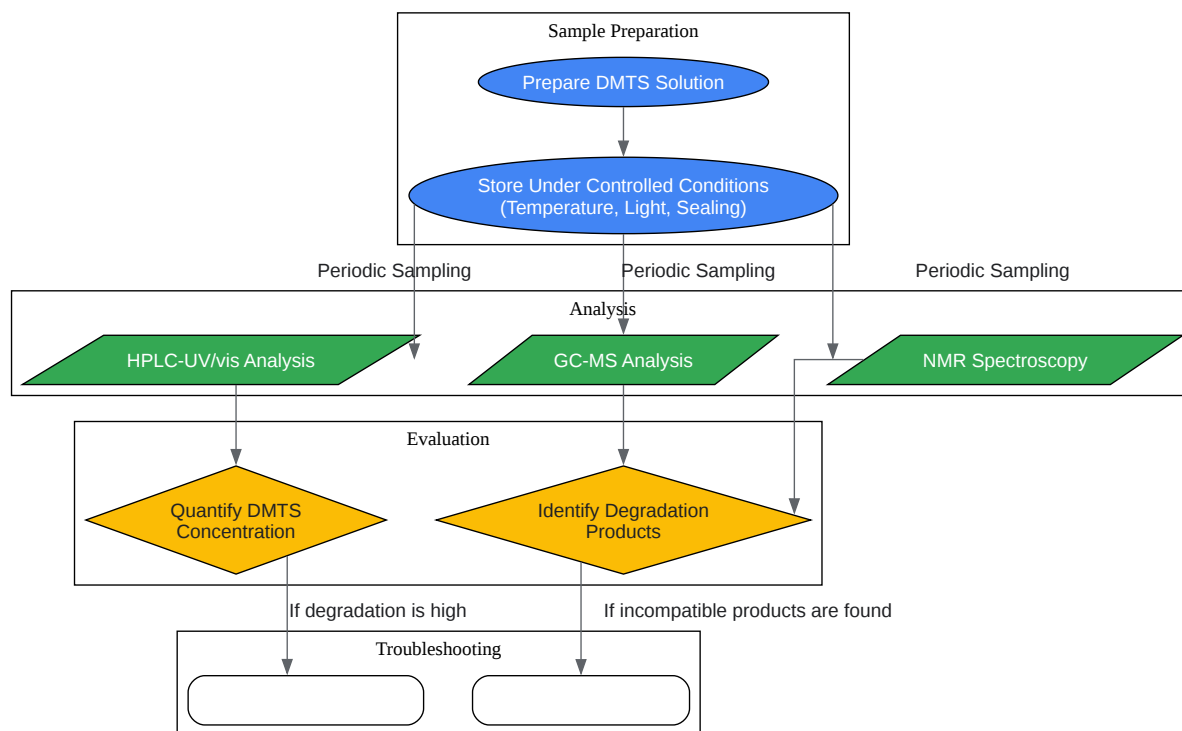 Sample Preparation
Prepare DMTS Solution
Store Under Controlled Conditions
(Temperature, Light, Sealing)
Periodic Sampling
Periodic Sampling
Periodic Sampling
Analysis
HPLC-UV/vis Analysis
GC-MS Analysis
NMR Spectroscopy
Evaluation
Quantify DMTS
Concentration
Identify Degradation
Products
If degradation is high
If incompatible products are found
Troubleshooting